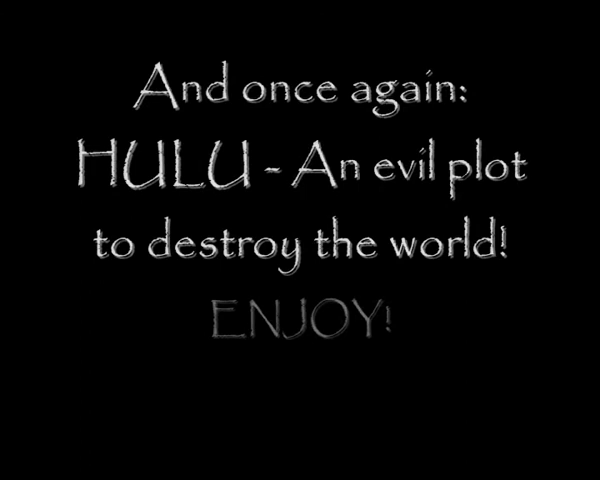 And once again:
HULU - An evil plot
to destroy the world!
ENJOY!